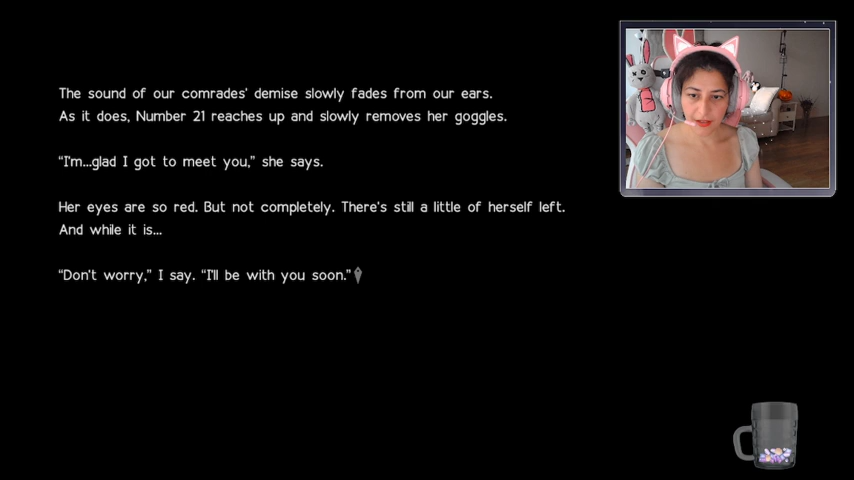 The sound of our comrades' demise slowly fades from our ears.
As it does, Number 21 reaches up and slowly removes her goggles.
“I'm...glad I got to meet you,” she says.
Her eyes are so red. But not completely. There's still a little of herself left.
And while it is...
“Don't worry,” I say. “I'll be with you soon.”